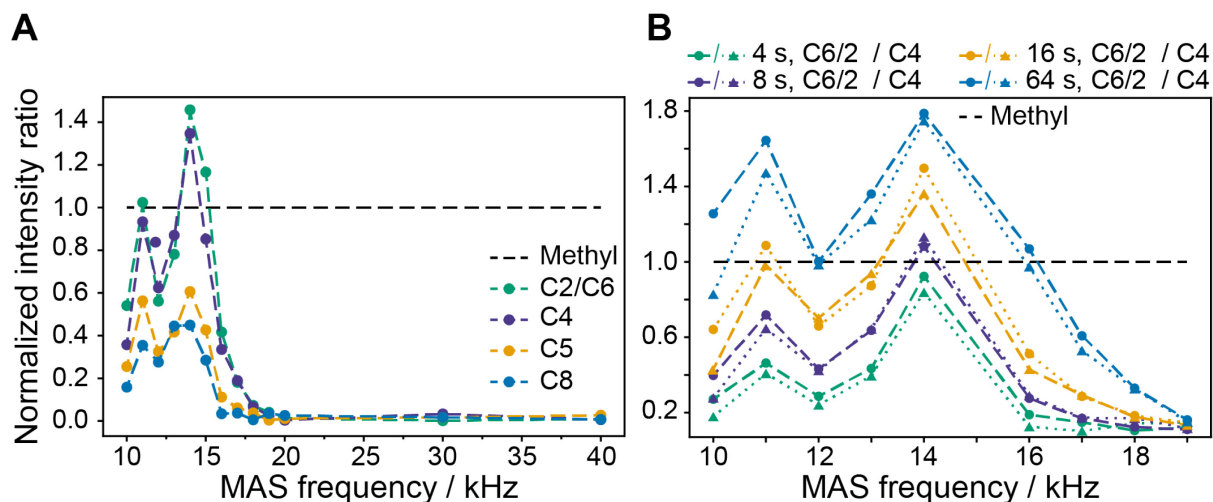 A
Normalized intensity ratio
1.4
1.2
1.0
0.8
0.6
0.4
0.2
0.0
Methyl
C2/C6
C4
C5
C8
10 15 20 25 30 35 40
MAS frequency / kHz
B
4 s, C6/2 / C4
16 s, C6/2 / C4
8 s, C6/2 / C4
64 s, C6/2 / C4
Methyl
1.8
1.4
1.0
0.6
0.2
10 12 14 16 18
MAS frequency / kHz